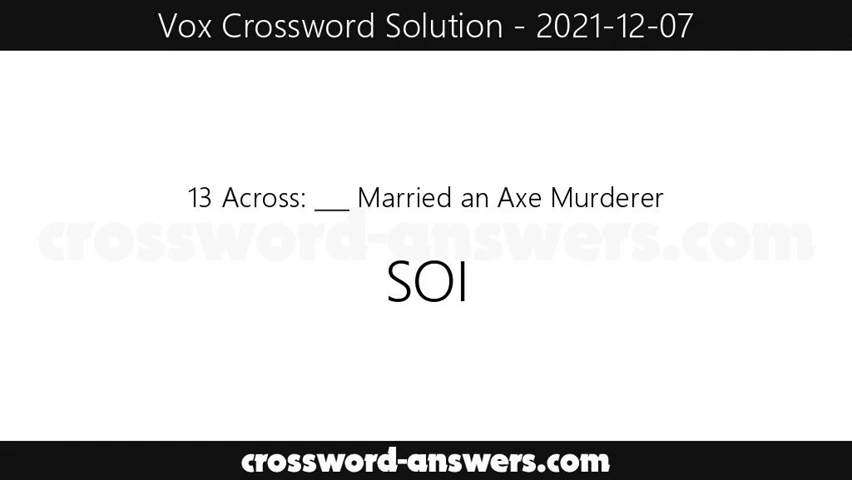 Vox Crossword Solution - 2021-12-07
13 Across: ___ Married an Axe Murderer
crossword-answers.com
SOI
crossword-answers.com